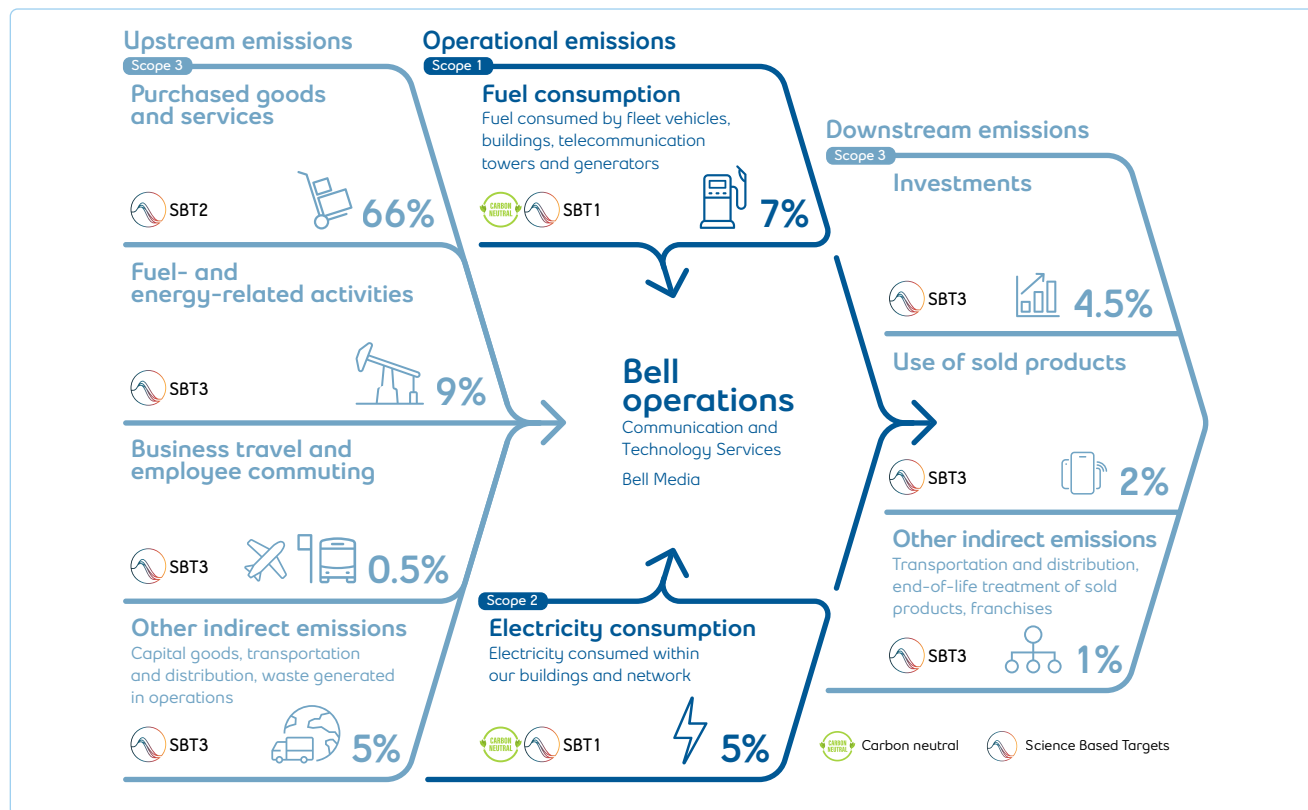 Upstream emissions
Scope 3
Purchased goods
and services
SBT2
66%
Fuel- and
energy-related activities
SBT3
9%
Business travel and
employee commuting
SBT3
0.5%
Other indirect emissions
Capital goods, transportation
and distribution, waste generated
in operations
SBT3
5%
Operational emissions
Scope 1
Fuel consumption
Fuel consumed by fleet vehicles,
buildings, telecommunication
towers and generators
CARBON
NEUTRAL
SBT1
7%
Bell
operations
Communication and
Technology Services
Bell Media
Scope 2
Electricity consumption
Electricity consumed within
our buildings and network
CARBON
NEUTRAL
SBT1
5%
Downstream emissions
Scope 3
Investments
SBT3
4.5%
Use of sold products
SBT3
2%
Other indirect emissions
Transportation and distribution,
end-of-life treatment of sold
products, franchises
SBT3
1%
CARBON
NEUTRAL
Carbon neutral
Science Based Targets